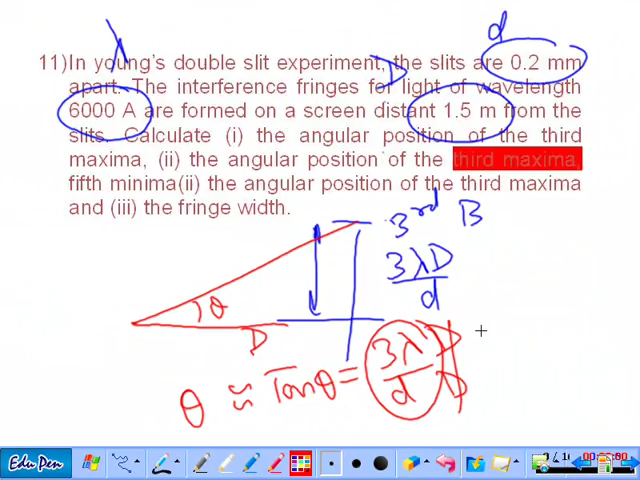 λ
d
11) In young's double slit experiment, the slits are 0.2 mm
D
apart. The interference fringes for light of wavelength
6000 A are formed on a screen distant 1.5 m from the
slits. Calculate (i) the angular position of the third
maxima, (ii) the angular position of the third maxima,
fifth minima(ii) the angular position of the third maxima
and (iii) the fringe width.
3rd B
3λD
d
θ
D
θ ≈ Tanθ = 3λD
d D
Edu Pen